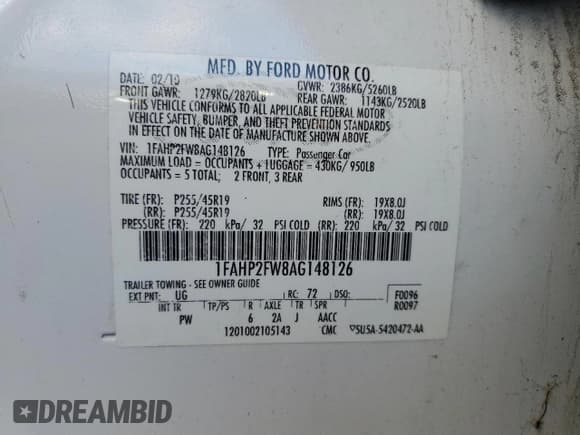 MFD. BY FORD MOTOR CO.
DATE: 02/10 GVWR: 2386KG/5260LB
FRONT GAWR: 1279KG/2820LB REAR GAWR: 1143KG/2520LB
THIS VEHICLE CONFORMS TO ALL APPLICABLE FEDERAL MOTOR
VEHICLE SAFETY, BUMPER, AND THEFT PREVENTION STANDARDS
IN EFFECT ON THE DATE OF MANUFACTURE SHOWN ABOVE.
VIN: 1FAHP2FW8AG148126 TYPE: Passenger Car
MAXIMUM LOAD = OCCUPANTS + LUGGAGE = 430KG/ 950LB
OCCUPANTS = 5 TOTAL; 2 FRONT, 3 REAR
TIRE (FR): P255/45R19 RIMS (FR): 19X8.0J
(RR): P255/45R19 (RR): 19X8.0J
PRESSURE (FR): 220 kPa/ 32 PSI COLD (RR): 220 kPa/ 32 PSI COLD
1FAHP2FW8AG148126
TRAILER TOWING - SEE OWNER GUIDE
EXT PNT: UG RC: 72 DSO: F0096
INT TR TP/PS R AXLE TR SPR R0097
PW 6 2A J AACC
1201002105143 CMC 5U5A-5420472-AA
DREAMBID